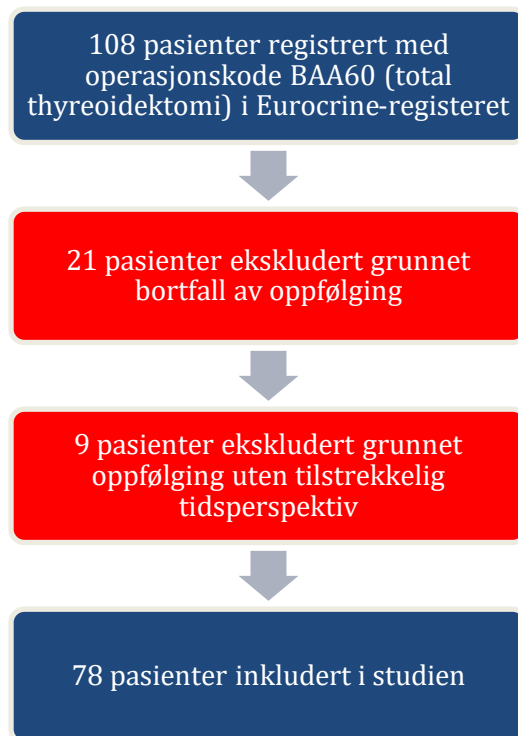 108 pasienter registrert med
operasjonskode BAA60 (total
thyreoidektomi) i Eurocrine-registeret
21 pasienter ekskludert grunnet
bortfall av oppfølging
9 pasienter ekskludert grunnet
oppfølging uten tilstrekkelig
tidsperspektiv
78 pasienter inkludert i studien